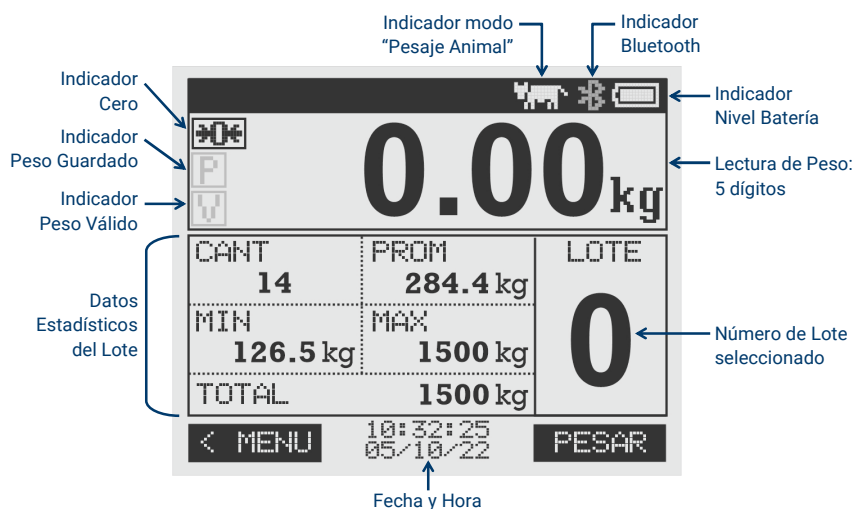 Indicador modo
“Pesaje Animal”
Indicador
Bluetooth
Indicador
Cero
Indicador
Nivel Batería
Indicador
Peso Guardado
P
0.00 kg
Lectura de Peso:
5 dígitos
Indicador
Peso Válido
V
CANT
14
PROM
284.4 kg
LOTE
0
Datos
Estadísticos
del Lote
MIN
126.5 kg
MAX
1500 kg
Número de Lote
seleccionado
TOTAL
1500 kg
< MENU
10:32:25
05/10/22
PESAR
Fecha y Hora